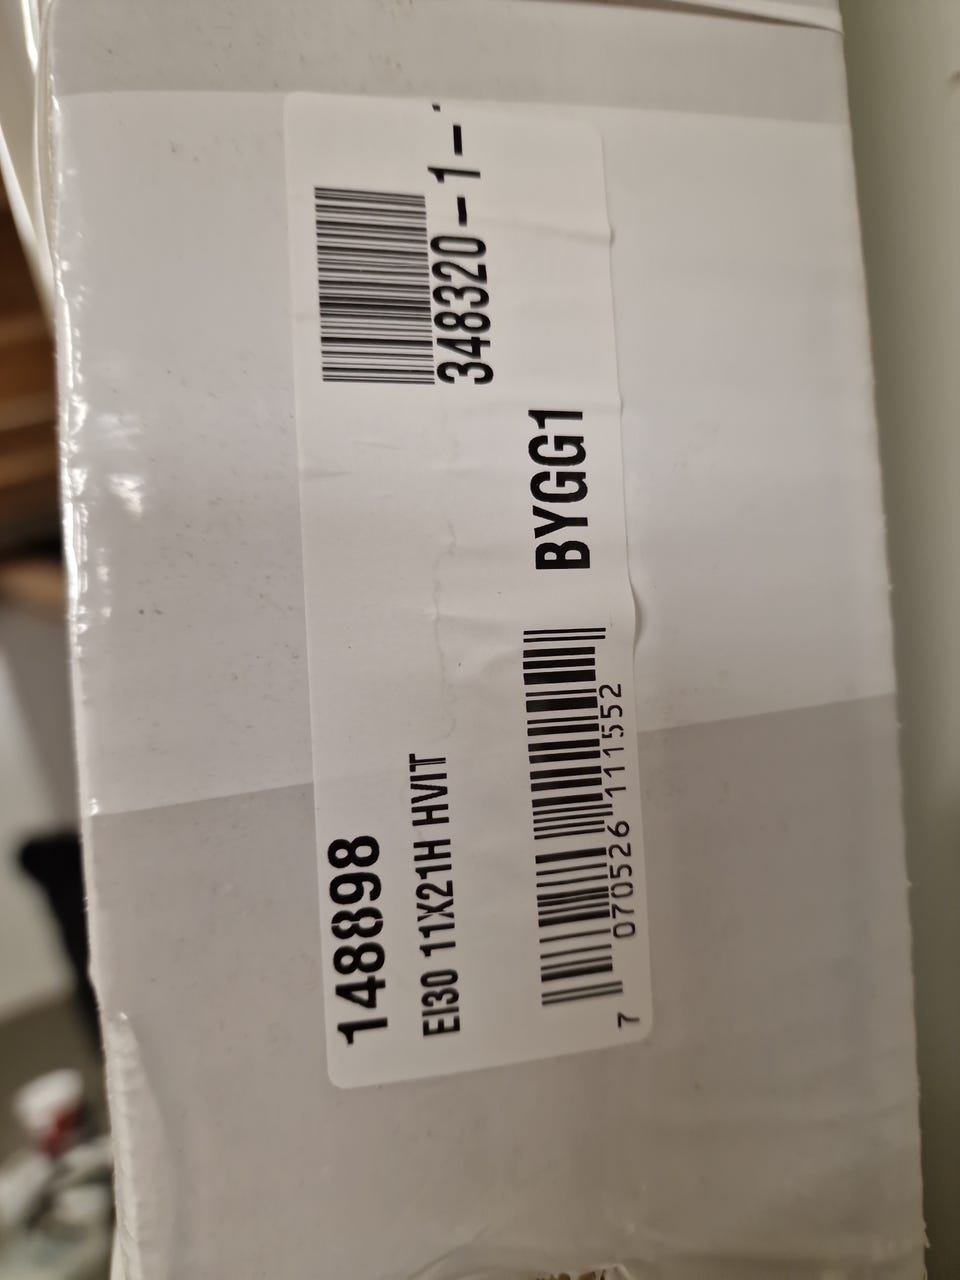 148898
348320-1-
EI30 11X21H HVIT
BYGG1
7 070526 111552